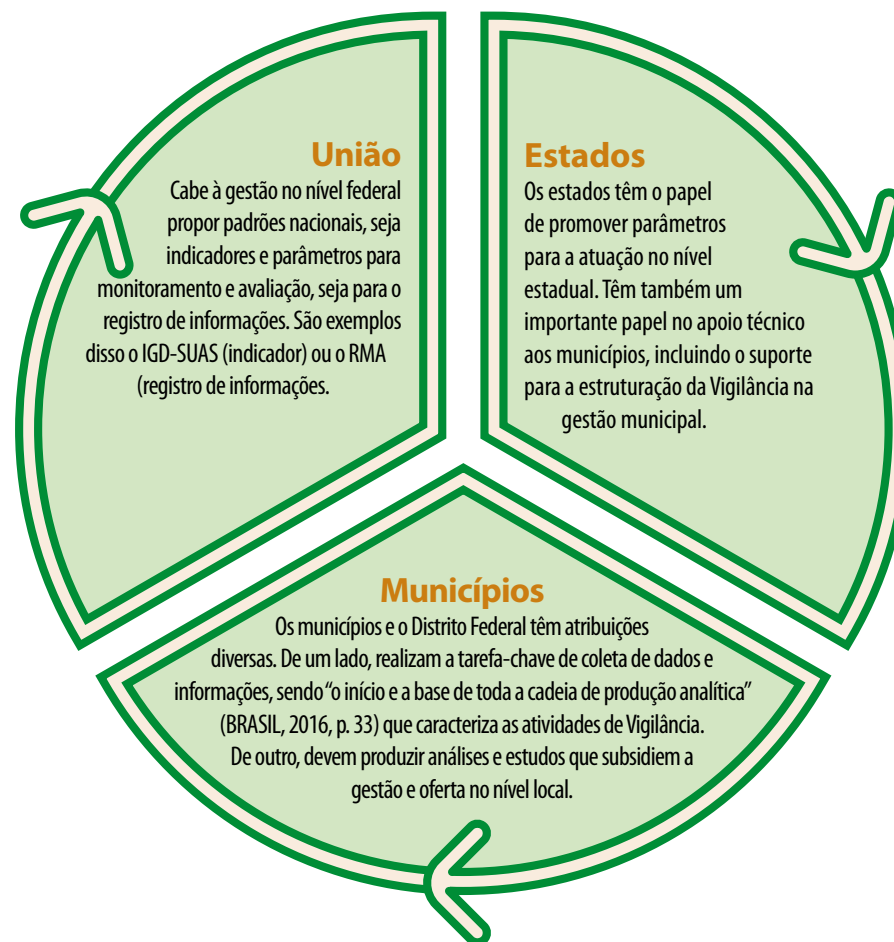 União
Cabe à gestão no nível federal
propor padrões nacionais, seja
indicadores e parâmetros para
monitoramento e avaliação, seja para o
registro de informações. São exemplos
disso o IGD-SUAS (indicador) ou o RMA
(registro de informações.
Estados
Os estados têm o papel
de promover parâmetros
para a atuação no nível
estadual. Têm também um
importante papel no apoio técnico
aos municípios, incluindo o suporte
para a estruturação da Vigilância na
gestão municipal.
Municípios
Os municípios e o Distrito Federal têm atribuições
diversas. De um lado, realizam a tarefa-chave de coleta de dados e
informações, sendo “o início e a base de toda a cadeia de produção analítica”
(BRASIL, 2016, p. 33) que caracteriza as atividades de Vigilância.
De outro, devem produzir análises e estudos que subsidiem a
gestão e oferta no nível local.